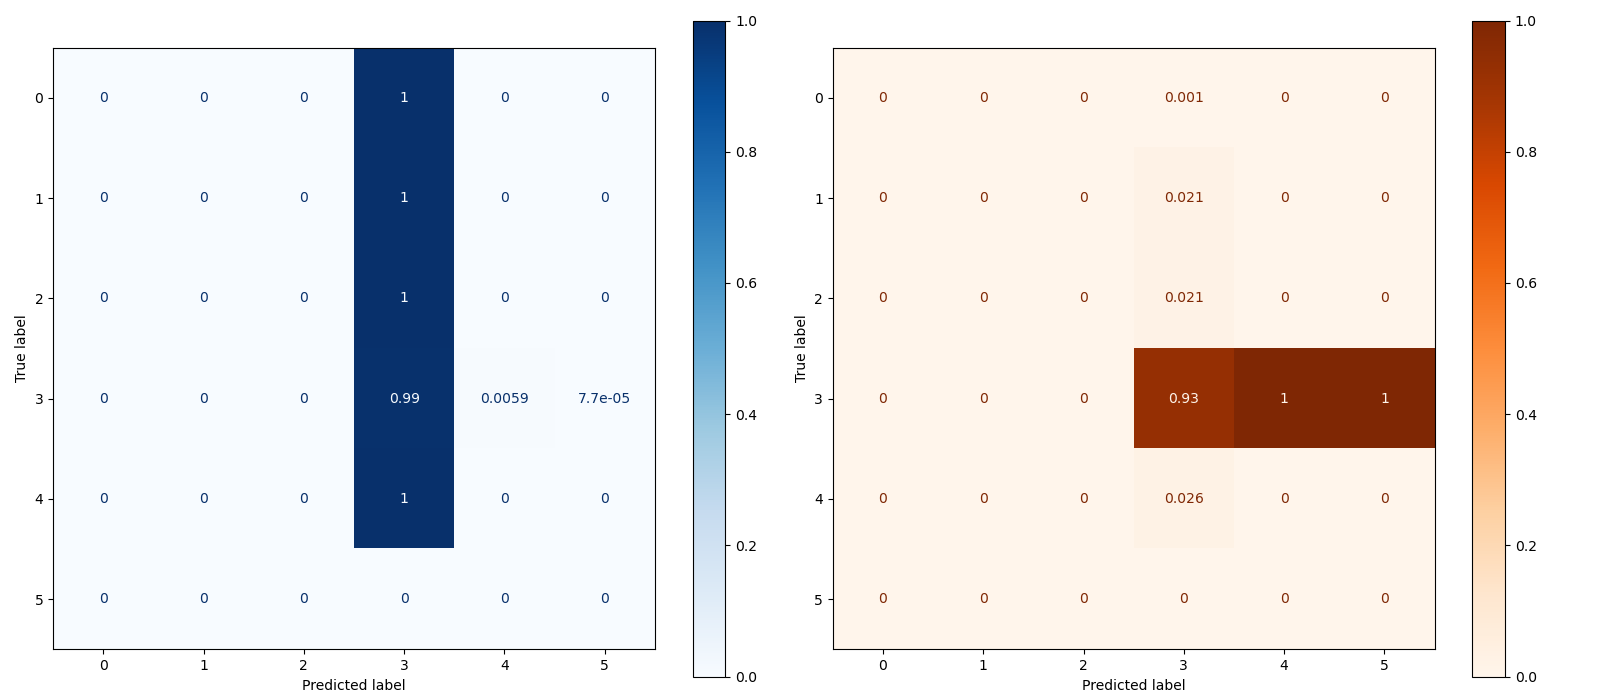 1.0
0 0 0 0 1 0 0
0.8
1 0 0 0 1 0 0
0.6
2 0 0 0 1 0 0
True label
3 0 0 0 0.99 0.0059 7.7e-05
0.4
4 0 0 0 1 0 0
0.2
5 0 0 0 0 0 0
0.0
0 1 2 3 4 5
Predicted label
1.0
0 0 0 0 0.001 0 0
0.8
1 0 0 0 0.021 0 0
0.6
2 0 0 0 0.021 0 0
True label
3 0 0 0 0.93 1 1
0.4
4 0 0 0 0.026 0 0
0.2
5 0 0 0 0 0 0
0.0
0 1 2 3 4 5
Predicted label